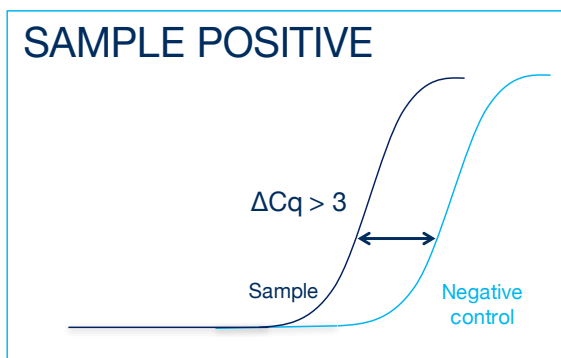 SAMPLE POSITIVE
ΔCq > 3
Sample
Negative
control